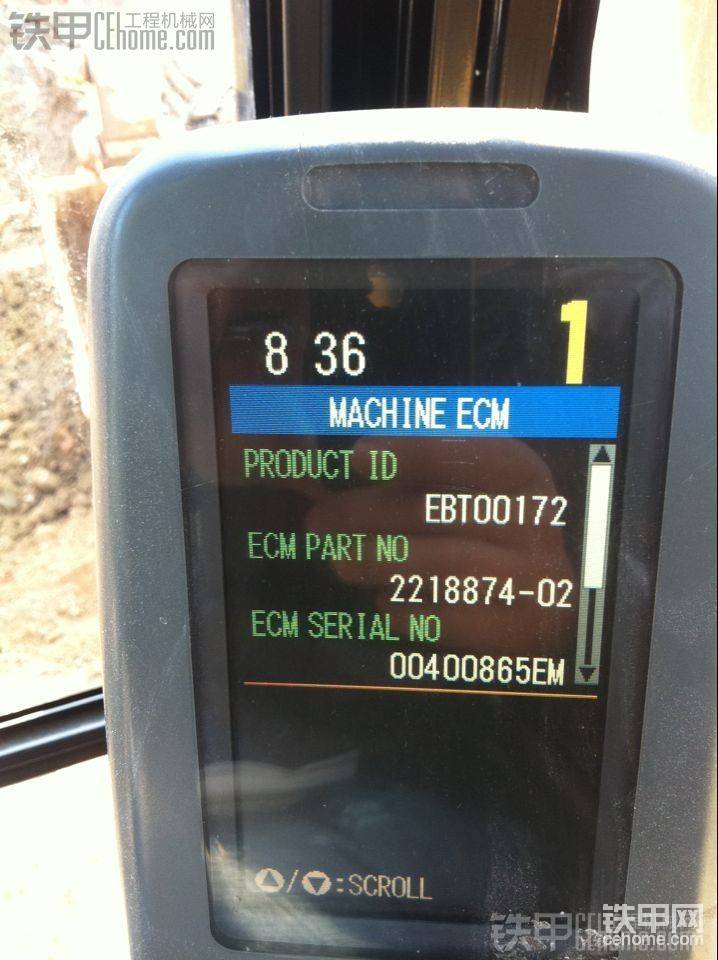 铁甲CEhome.com 工程机械网
8 36 1
MACHINE ECM
PRODUCT ID
EBT00172
ECM PART NO
2218874-02
ECM SERIAL NO
00400865EM
/ :SCROLL
铁甲网
cehome.com